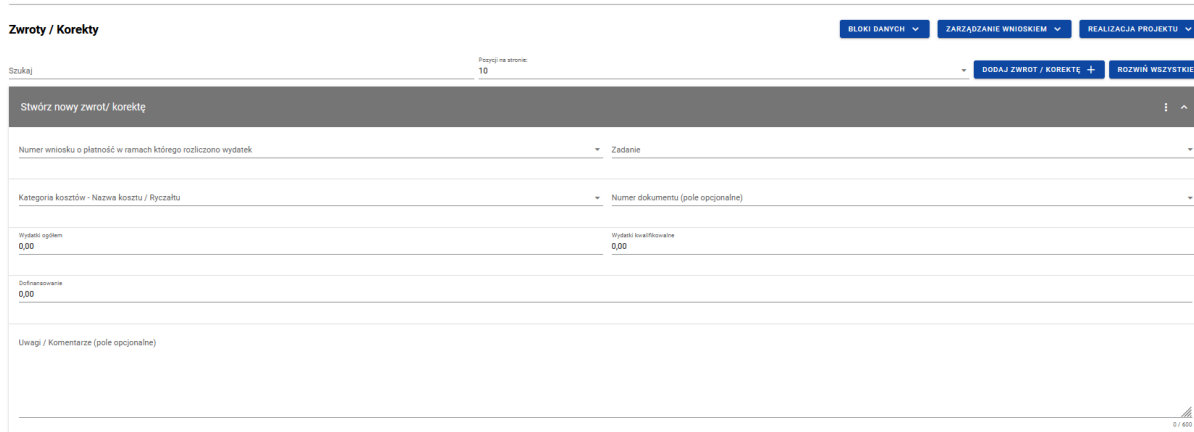 Zwroty / Korekty
BLOKI DANYCH
ZARZĄDZANIE WNIOSKIEM
REALIZACJA PROJEKTU
Szukaj
Pozycji na stronie:
10
DODAJ ZWROT / KOREKTĘ +
ROZWIŃ WSZYSTKIE
Stwórz nowy zwrot/ korektę
Numer wniosku o płatność w ramach którego rozliczono wydatek
Zadanie
Kategoria kosztów - Nazwa kosztu / Ryczałtu
Numer dokumentu (pole opcjonalne)
Wydatki ogółem
0,00
Wydatki kwalifikowalne
0,00
Dofinansowanie
0,00
Uwagi / Komentarze (pole opcjonalne)
0 / 600